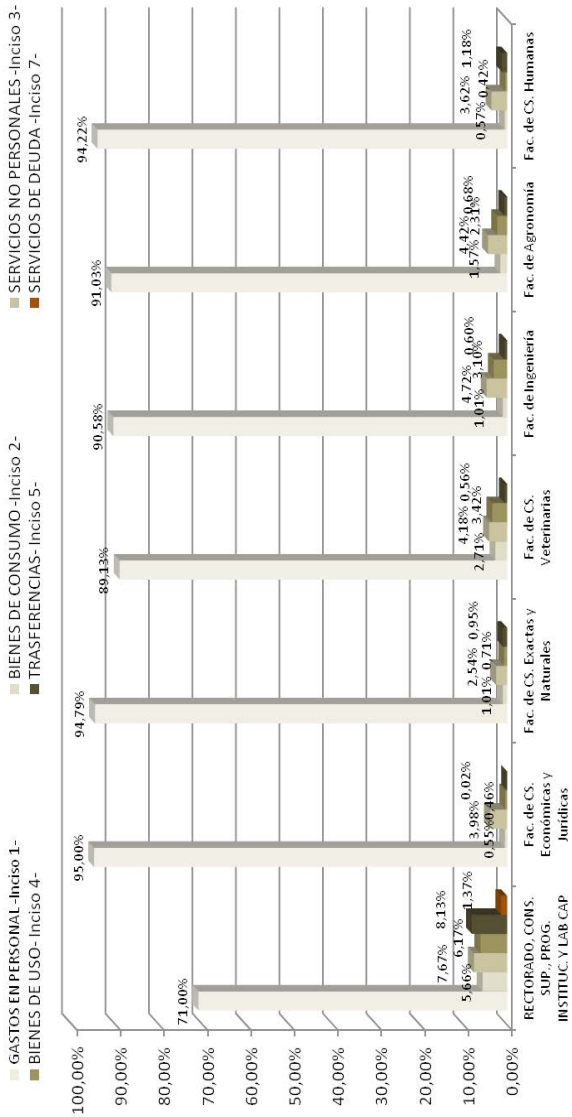 GASTOS EN PERSONAL -Inciso 1-
BIENES DE CONSUMO -Inciso 2-
SERVICIOS NO PERSONALES -Inciso 3-
BIENES DE USO- Inciso 4-
TRASFERENCIAS- Inciso 5-
SERVICIOS DE DEUDA -Inciso 7-
100,00%
90,00%
80,00%
70,00%
60,00%
50,00%
40,00%
30,00%
20,00%
10,00%
0,00%
71,00%
5,66%
7,67%
6,17%
8,13%
1,37%
RECTORADO, CONS.
SUP., PROG.
INSTITUC. Y LAB CAP
95,00%
0,55%
3,98%
0,46%
0,02%
Fac. de CS.
Económicas y
Jurídicas
94,79%
1,01%
2,54%
0,71%
0,95%
Fac. de CS. Exactas y
Naturales
89,13%
2,71%
4,18%
3,42%
0,56%
Fac. de CS.
Veterinarias
90,58%
1,01%
4,72%
3,10%
0,60%
Fac. de Ingeniería
91,03%
1,57%
4,42%
2,31%
0,68%
Fac. de Agronomía
94,22%
0,57%
3,62%
0,42%
1,18%
Fac. de CS. Humanas